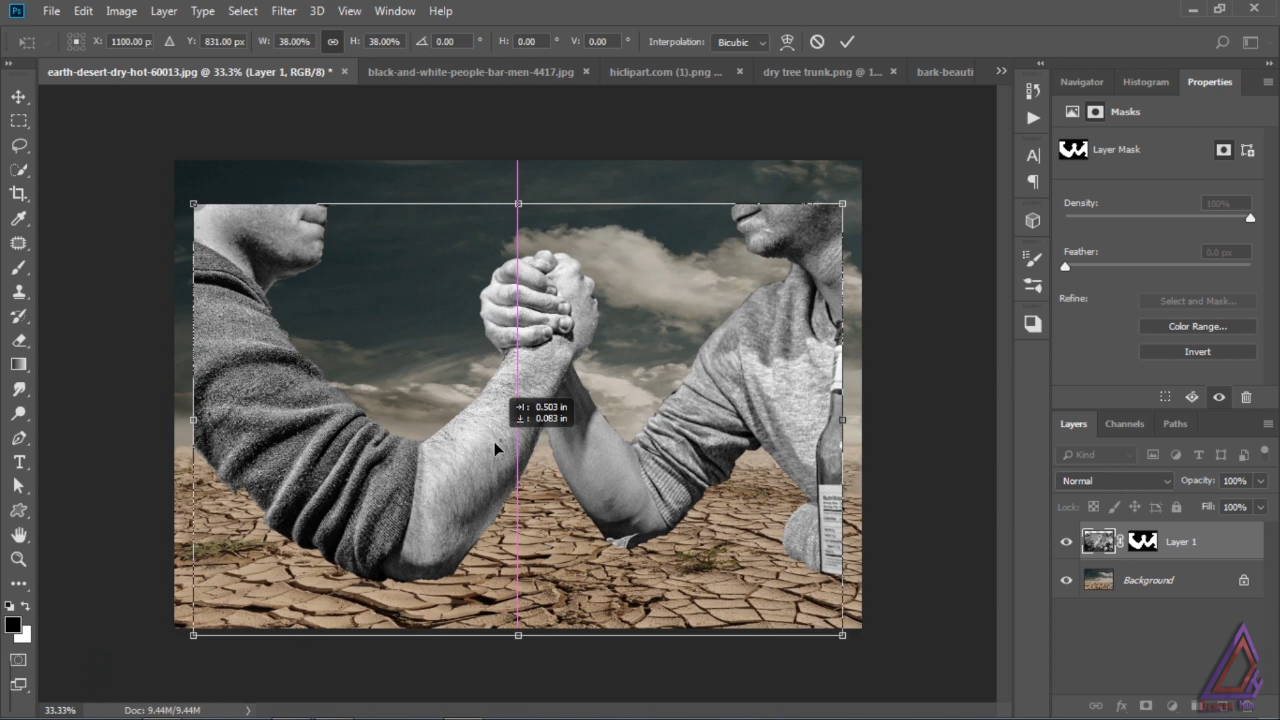 Ps File Edit Image Layer Type Select Filter 3D View Window Help
X: 1100.00 p Y: 831.00 px W: 38.00% H: 38.00% 0.00 ° H: 0.00 ° V: 0.00 ° Interpolation: Bicubic
earth-desert-dry-hot-60013.jpg @ 33.3% (Layer 1, RGB/8) * × black-and-white-people-bar-men-4417.jpg × hiclipart.com (1).png ... × dry tree trunk.png @ 1... × bark-beauti
Navigator Histogram Properties
Masks
Layer Mask
Density: 100%
Feather: 0.0 px
Refine: Select and Mask...
Color Range...
Invert
0.503 in
0.083 in
Layers Channels Paths
Kind
Normal Opacity: 100%
Lock: Fill: 100%
Layer 1
Background
33.33% Doc: 9.44M/9.44M